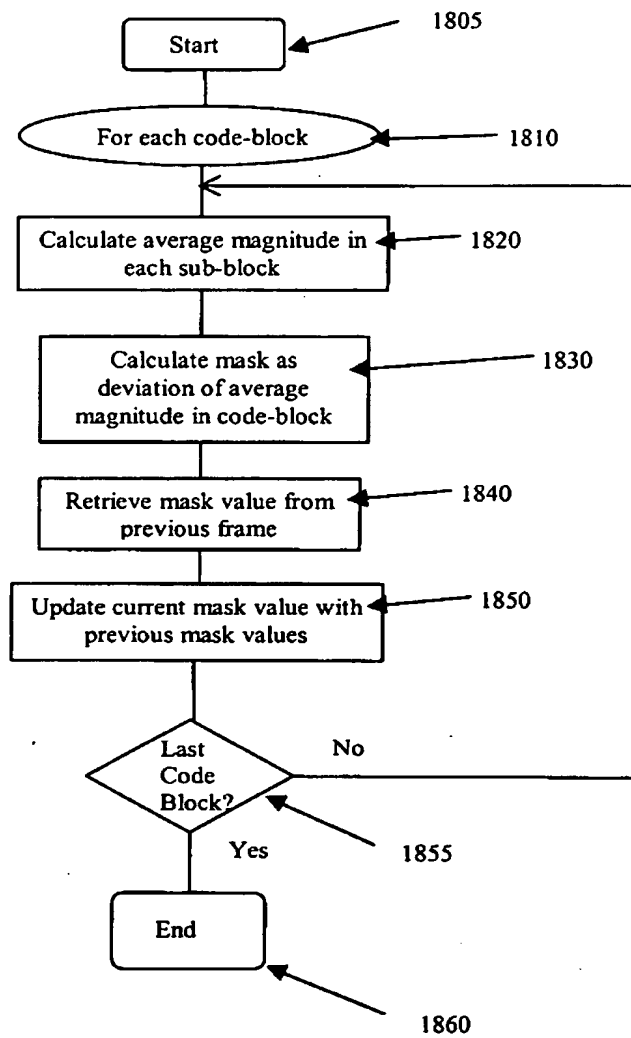 Start
1805
For each code-block
1810
Calculate average magnitude in
each sub-block
1820
Calculate mask as
deviation of average
magnitude in code-block
1830
Retrieve mask value from
previous frame
1840
Update current mask value with
previous mask values
1850
Last
Code
Block?
No
Yes
1855
End
1860